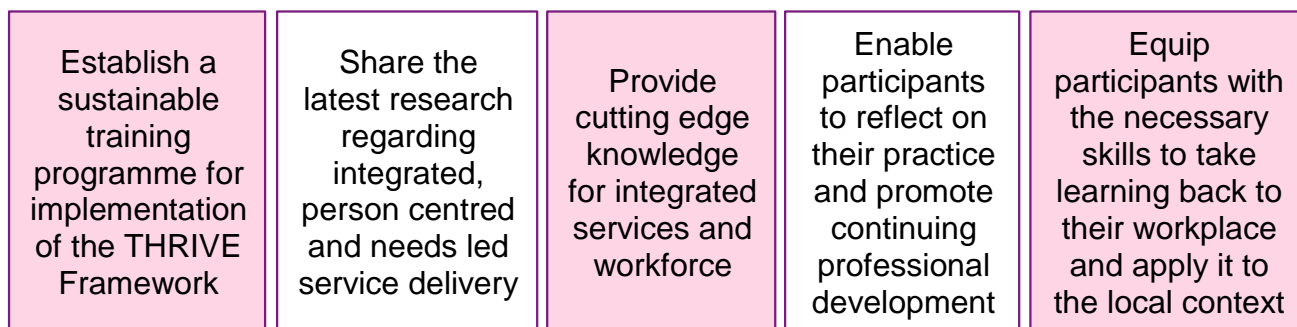 Establish a
sustainable
training
programme for
implementation
of the THRIVE
Framework
Share the
latest research
regarding
integrated,
person centred
and needs led
service delivery
Provide
cutting edge
knowledge
for integrated
services and
workforce
Enable
participants
to reflect on
their practice
and promote
continuing
professional
development
Equip
participants with
the necessary
skills to take
learning back to
their workplace
and apply it to
the local context